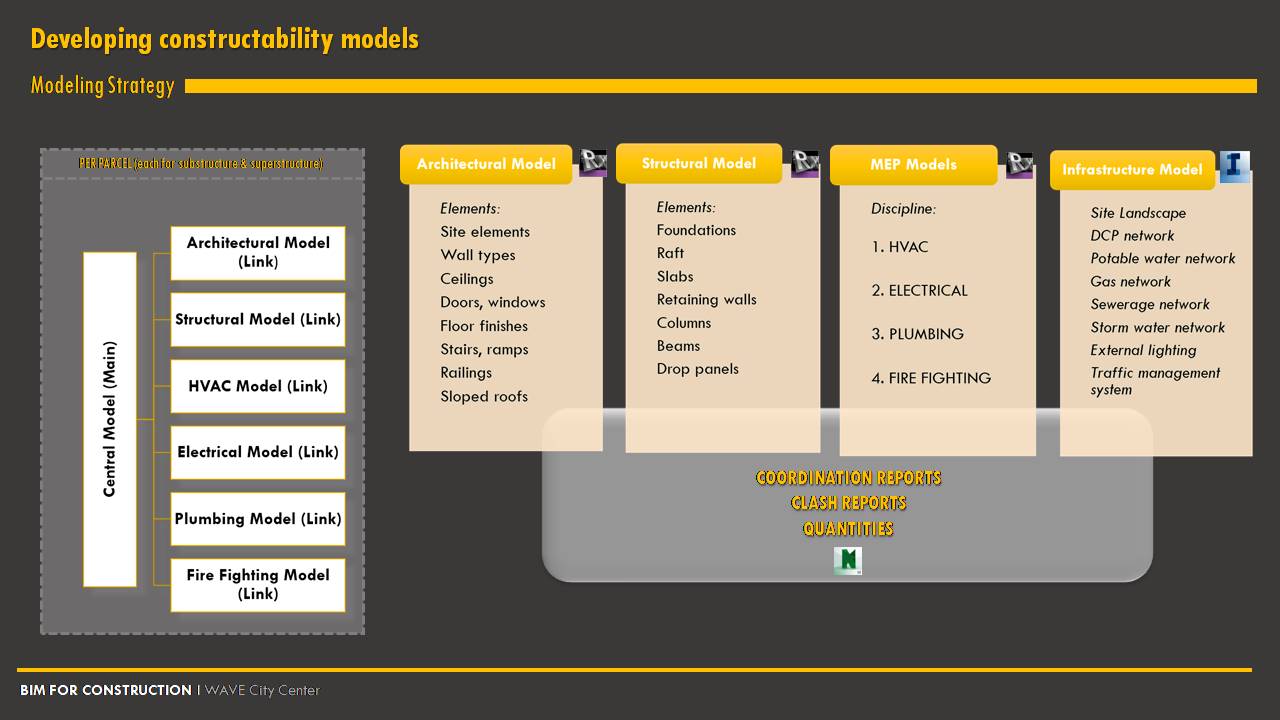 Developing constructability models
Modeling Strategy
PER PARCEL (each for substructure & superstructure)
Central Model (Main)
Architectural Model
(Link)
Structural Model (Link)
HVAC Model (Link)
Electrical Model (Link)
Plumbing Model (Link)
Fire Fighting Model
(Link)
Architectural Model
Elements:
Site elements
Wall types
Ceilings
Doors, windows
Floor finishes
Stairs, ramps
Railings
Sloped roofs
Structural Model
Elements:
Foundations
Raft
Slabs
Retaining walls
Columns
Beams
Drop panels
MEP Models
Discipline:
1. HVAC
2. ELECTRICAL
3. PLUMBING
4. FIRE FIGHTING
Infrastructure Model
Site Landscape
DCP network
Potable water network
Gas network
Sewerage network
Storm water network
External lighting
Traffic management
system
COORDINATION REPORTS
CLASH REPORTS
QUANTITIES
BIM FOR CONSTRUCTION | WAVE City Center